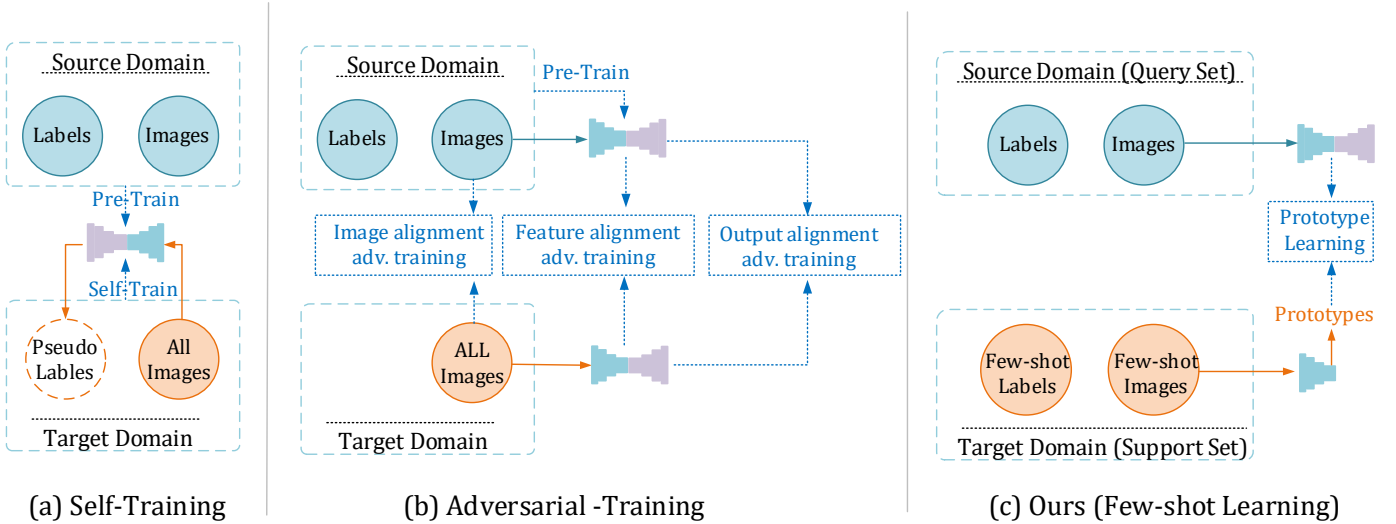 Source Domain
Labels
Images
Pre-Train
Self-Train
Pseudo
Lables
All
Images
Target Domain
(a) Self-Training
Source Domain
Pre-Train
Labels
Images
Image alignment
adv. training
Feature alignment
adv. training
Output alignment
adv. training
ALL
Images
Target Domain
(b) Adversarial -Training
Source Domain (Query Set)
Labels
Images
Prototype
Learning
Prototypes
Few-shot
Labels
Few-shot
Images
Target Domain (Support Set)
(c) Ours (Few-shot Learning)